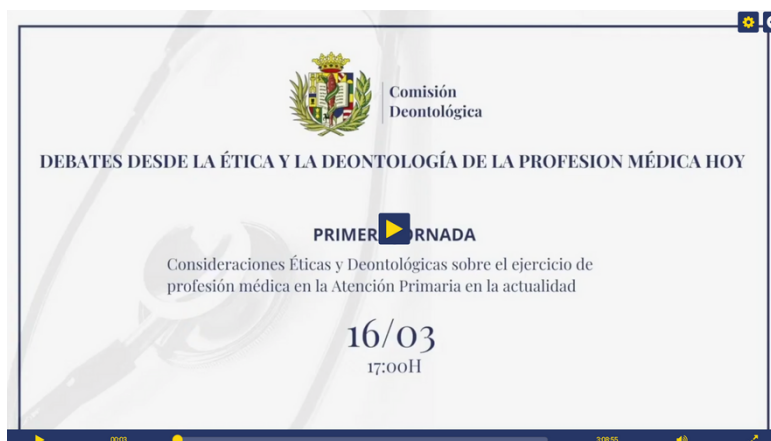 Comisión
Deontológica
DEBATES DESDE LA ÉTICA Y LA DEONTOLOGÍA DE LA PROFESION MÉDICA HOY
PRIMER RNADA
Consideraciones Éticas y Deontológicas sobre el ejercicio de
profesión médica en la Atención Primaria en la actualidad
16/03
17:00H
00:03
3:08:55